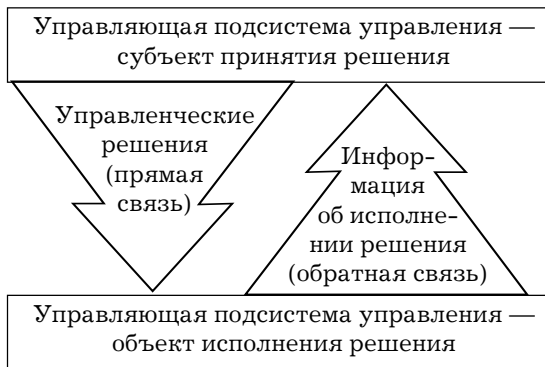 Управляющая подсистема управления —
субъект принятия решения
Управленческие
решения
(прямая
связь)
Инфор-
мация
об исполне-
нии решения
(обратная связь)
Управляющая подсистема управления —
объект исполнения решения